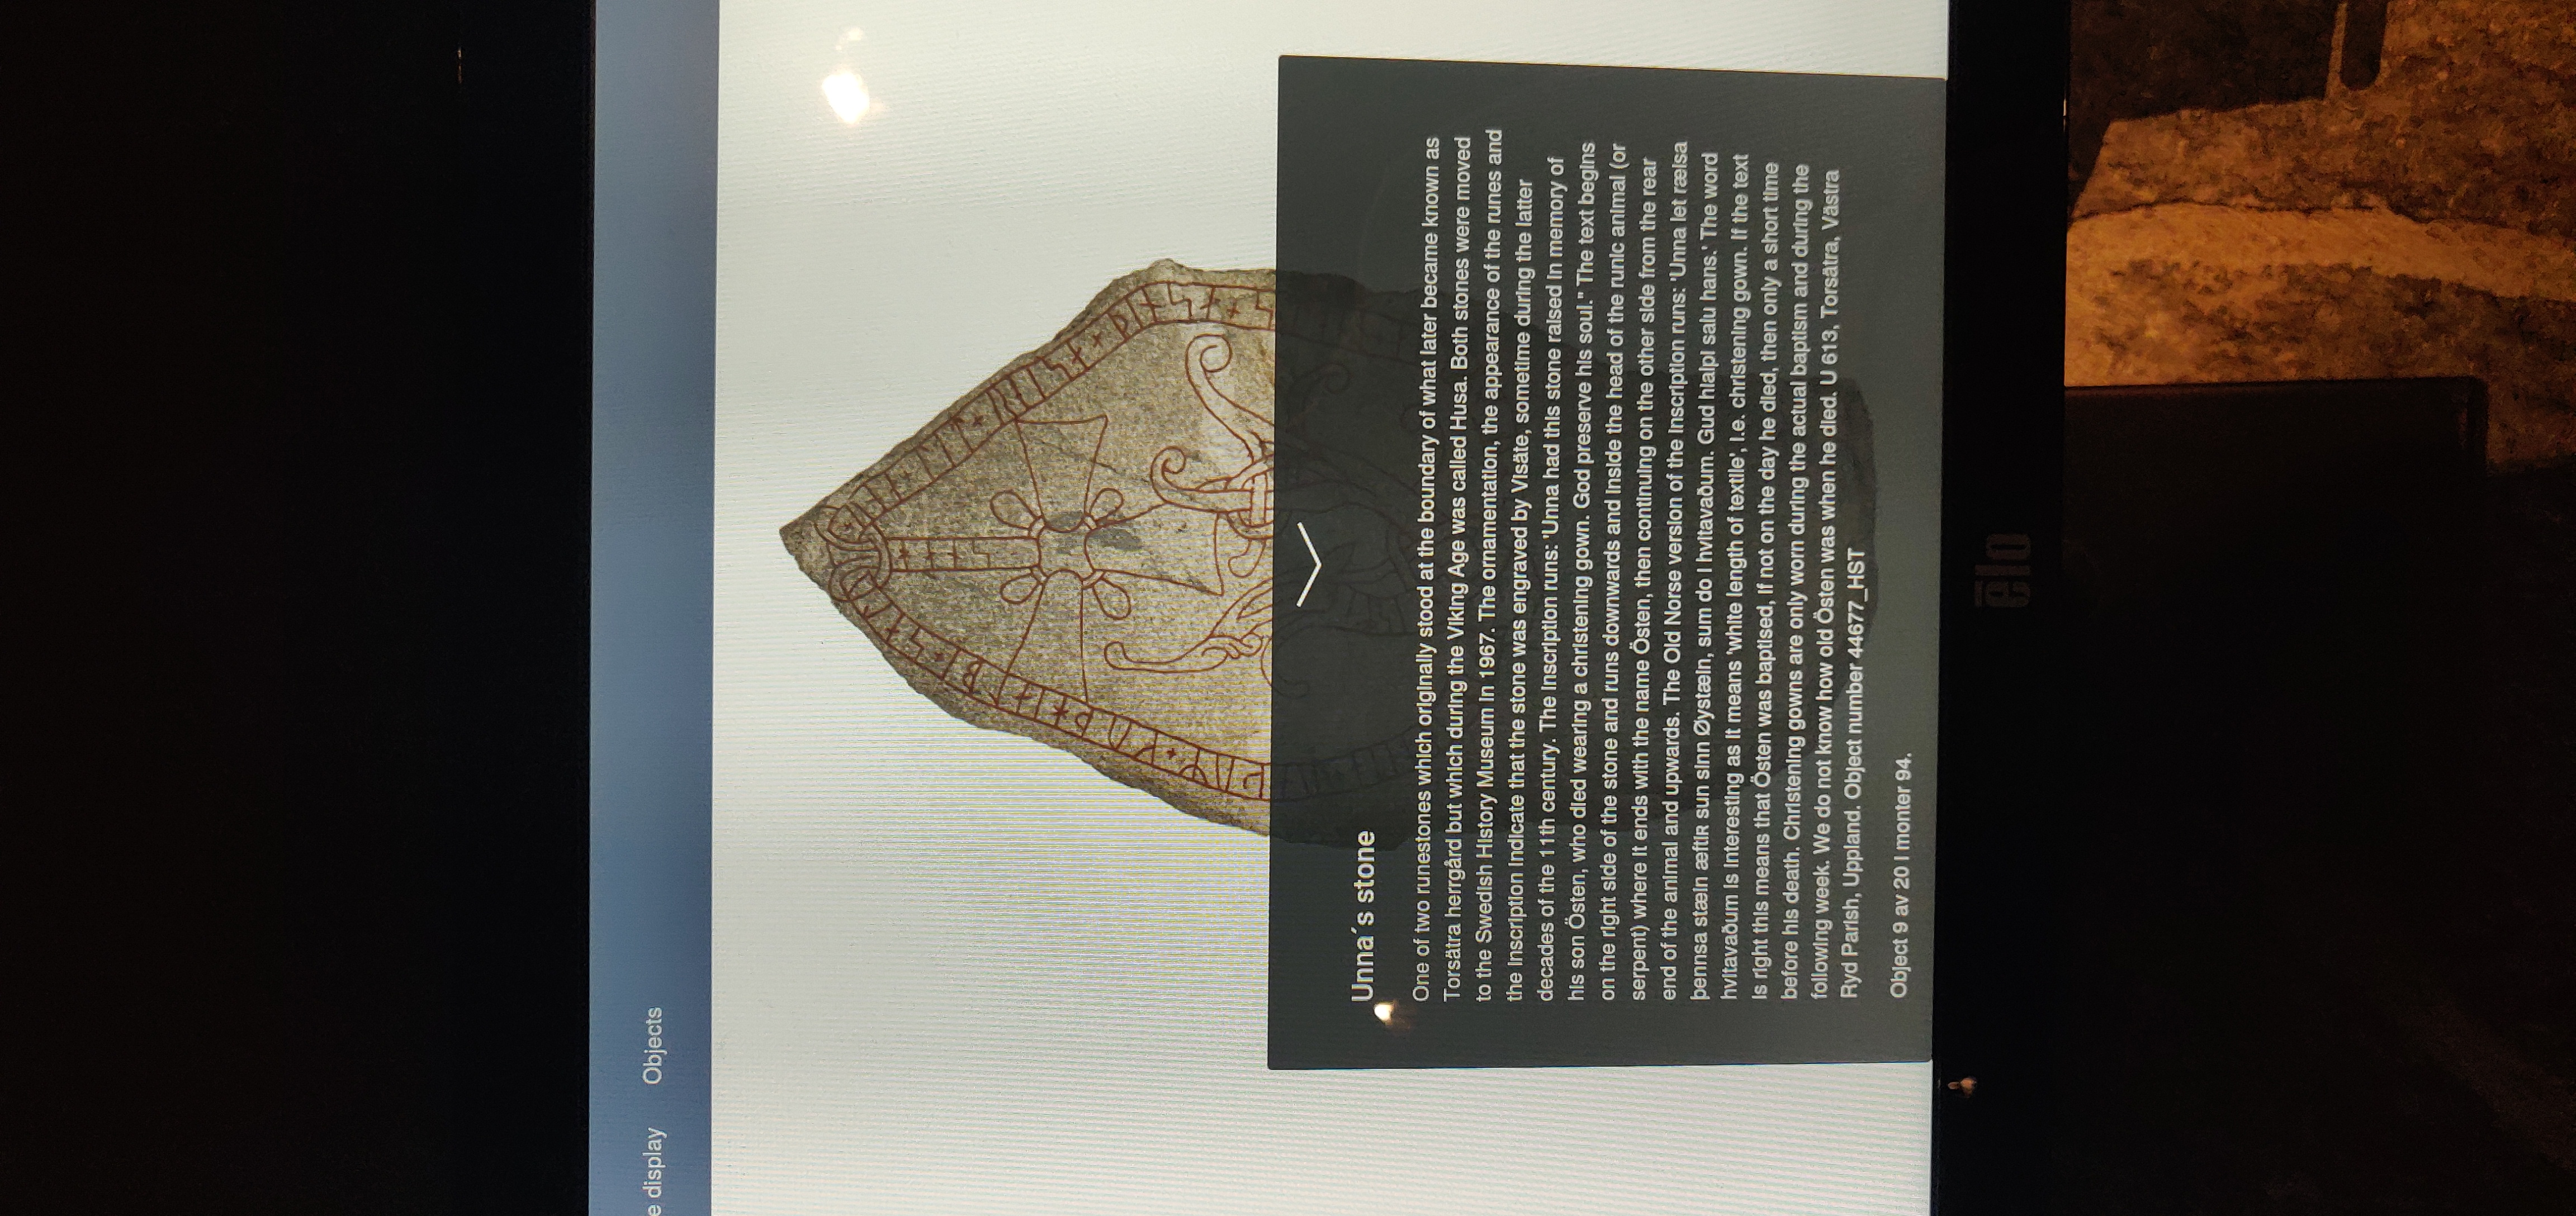 e display Objects
Unna´s stone
One of two runestones which originally stood at the boundary of what later became known as
Torsätra herrgård but which during the Viking Age was called Husa. Both stones were moved
to the Swedish History Museum in 1967. The ornamentation, the appearance of the runes and
the inscription indicate that the stone was engraved by Visäte, sometime during the latter
decades of the 11th century. The inscription runs: 'Unna had this stone raised in memory of
his son Östen, who died wearing a christening gown. God preserve his soul." The text begins
on the right side of the stone and runs downwards and inside the head of the runic animal (or
serpent) where it ends with the name Östen, then continuing on the other side from the rear
end of the animal and upwards. The Old Norse version of the inscription runs: 'Unna let ræisa
þennsa stæin æftiʀ sun sinn Øystæin, sum do i hvitavaðum. Guð hialpi salu hans.' The word
hvitavaðum is interesting as it means 'white length of textile', i.e. christening gown. If the text
is right this means that Östen was baptised, if not on the day he died, then only a short time
before his death. Christening gowns are only worn during the actual baptism and during the
following week. We do not know how old Östen was when he died. U 613, Torsätra, Västra
Ryd Parish, Uppland. Object number 44677_HST
Object 9 av 20 i monter 94.
elo